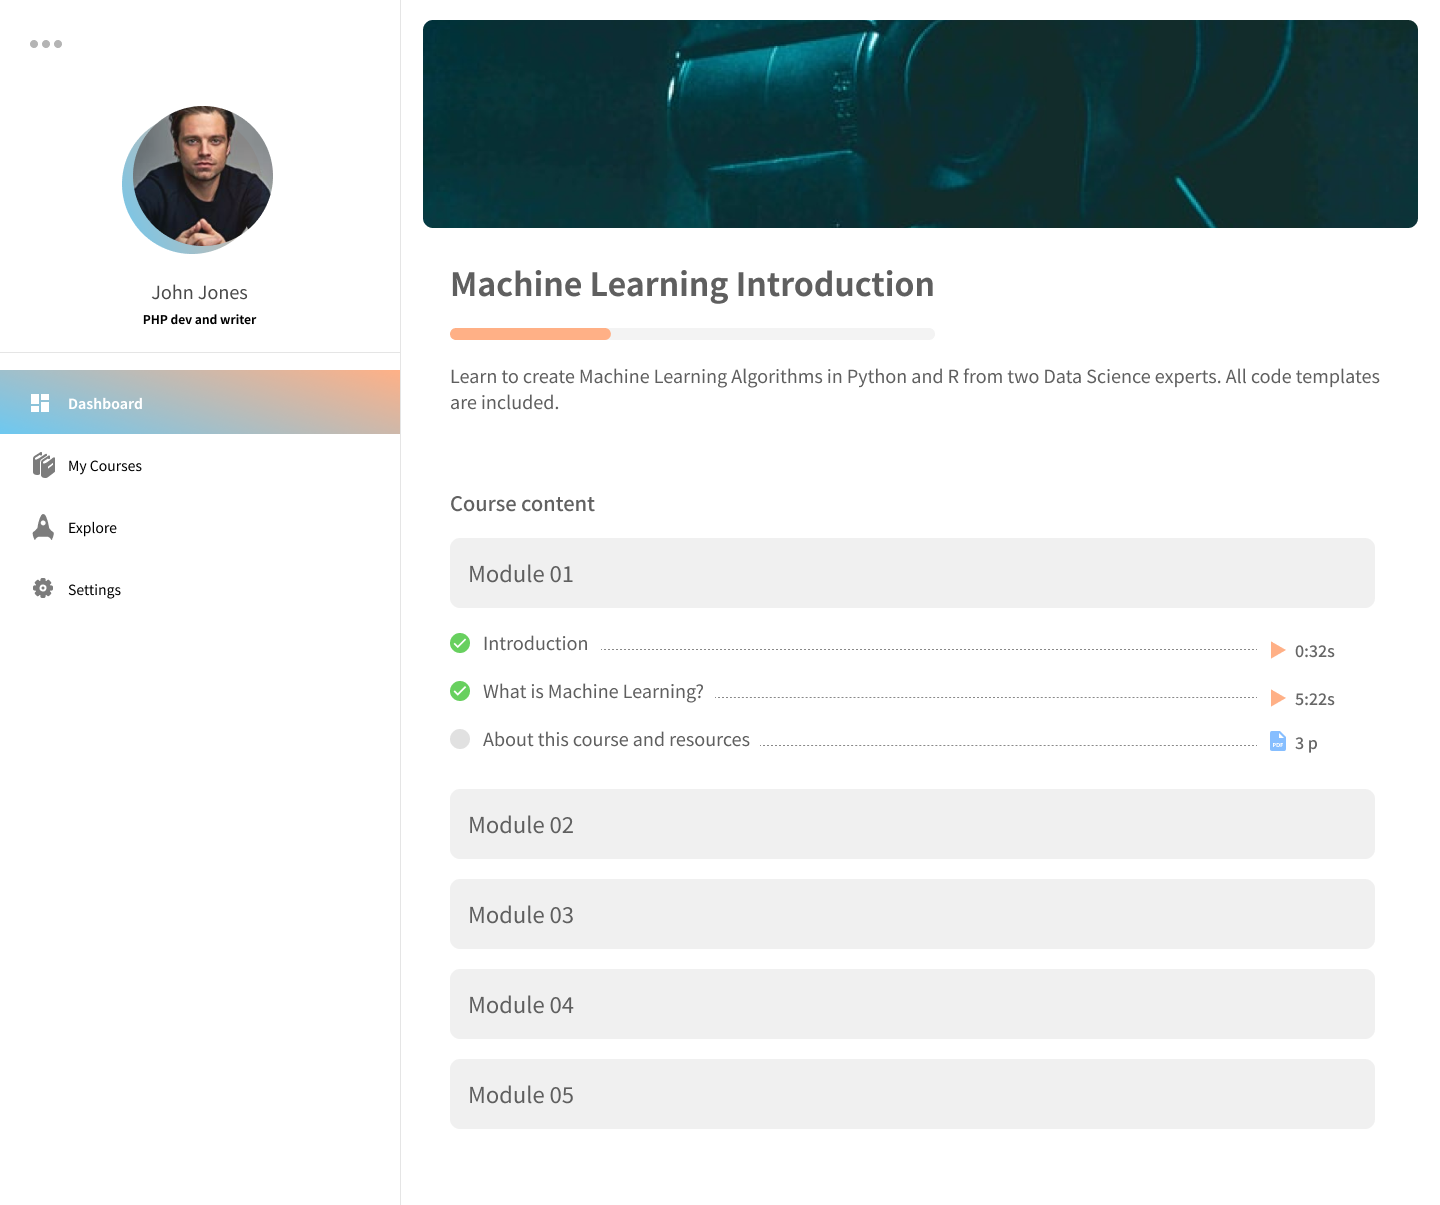 John Jones
PHP dev and writer
Dashboard
My Courses
Explore
Settings
Machine Learning Introduction
Learn to create Machine Learning Algorithms in Python and R from two Data Science experts. All code templates
are included.
Course content
Module 01
Introduction 0:32s
What is Machine Learning? 5:22s
About this course and resources PDF 3 p
Module 02
Module 03
Module 04
Module 05